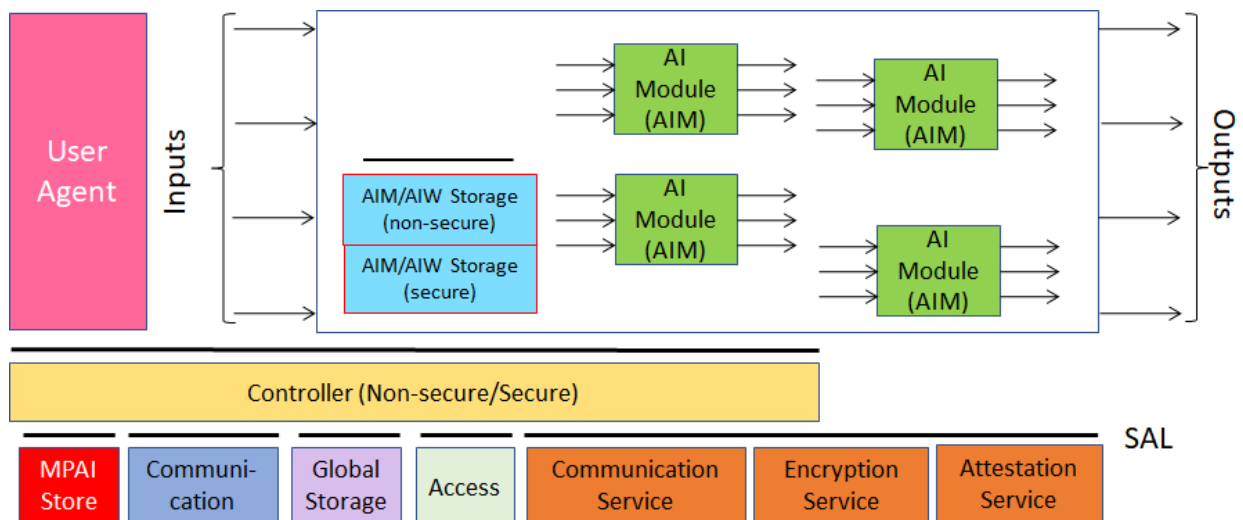 User
Agent
Inputs
AI
Module
(AIM)
AI
Module
(AIM)
AIM/AIW Storage
(non-secure)
AIM/AIW Storage
(secure)
AI
Module
(AIM)
AI
Module
(AIM)
Outputs
Controller (Non-secure/Secure)
SAL
MPAI
Store
Communi-
cation
Global
Storage
Access
Communication
Service
Encryption
Service
Attestation
Service